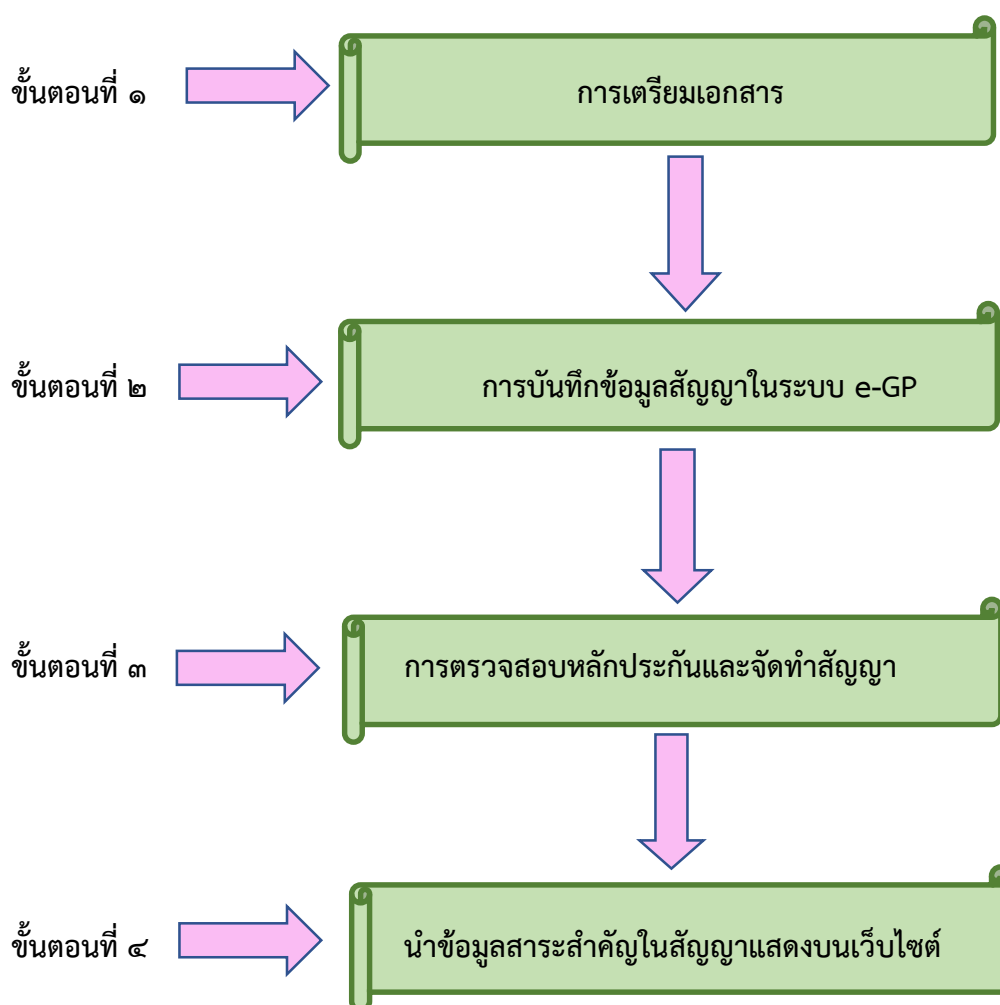 ขั้นตอนที่ ๑
การเตรียมเอกสาร
ขั้นตอนที่ ๒
การบันทึกข้อมูลสัญญาในระบบ e-GP
ขั้นตอนที่ ๓
การตรวจสอบหลักประกันและจัดทำสัญญา
ขั้นตอนที่ ๔
นำข้อมูลสาระสำคัญในสัญญาแสดงบนเว็บไซต์